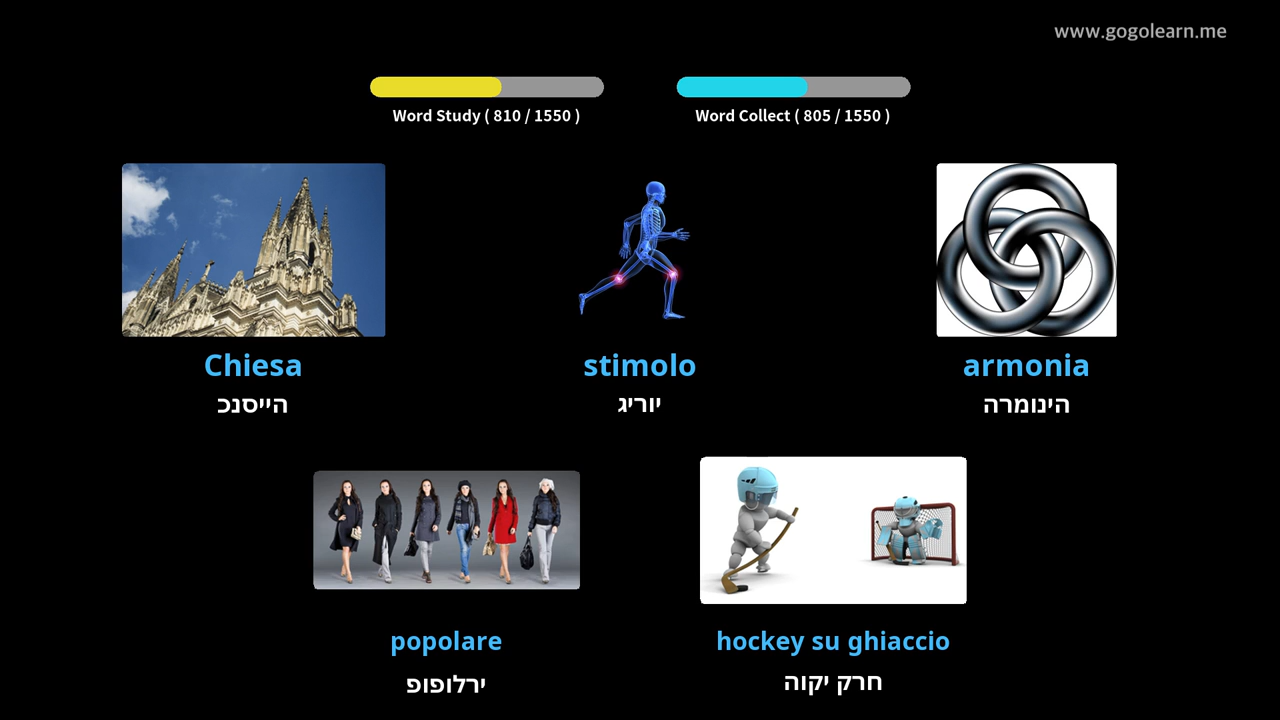 www.gogolearn.me
Word Study ( 810 / 1550 )
Word Collect ( 805 / 1550 )
Chiesa
הייסנכ
stimolo
יוריג
armonia
הינומרה
popolare
ירלופופ
hockey su ghiaccio
חרק יקוה